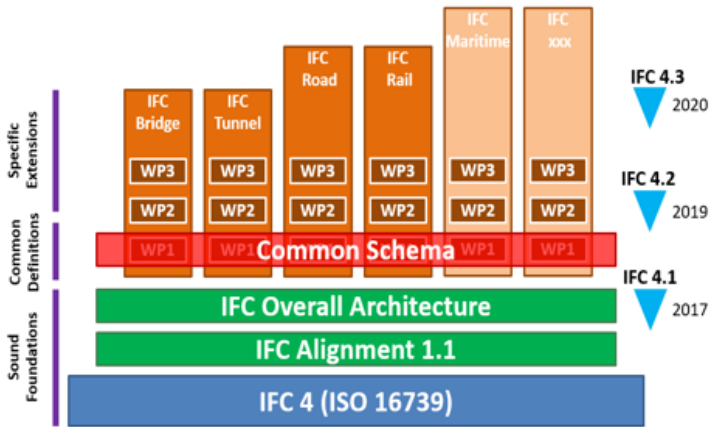 IFC
Maritime
IFC
xxx
IFC
Road
IFC
Rail
IFC 4.3
2020
IFC
Bridge
IFC
Tunnel
Specific
Extensions
WP3
WP3
WP3
WP3
WP3
WP3
IFC 4.2
2019
WP2
WP2
WP2
WP2
WP2
WP2
Common
Definitions
WP1
WP1
WP1
WP1
WP1
WP1
Common Schema
IFC 4.1
2017
Sound
Foundations
IFC Overall Architecture
IFC Alignment 1.1
IFC 4 (ISO 16739)